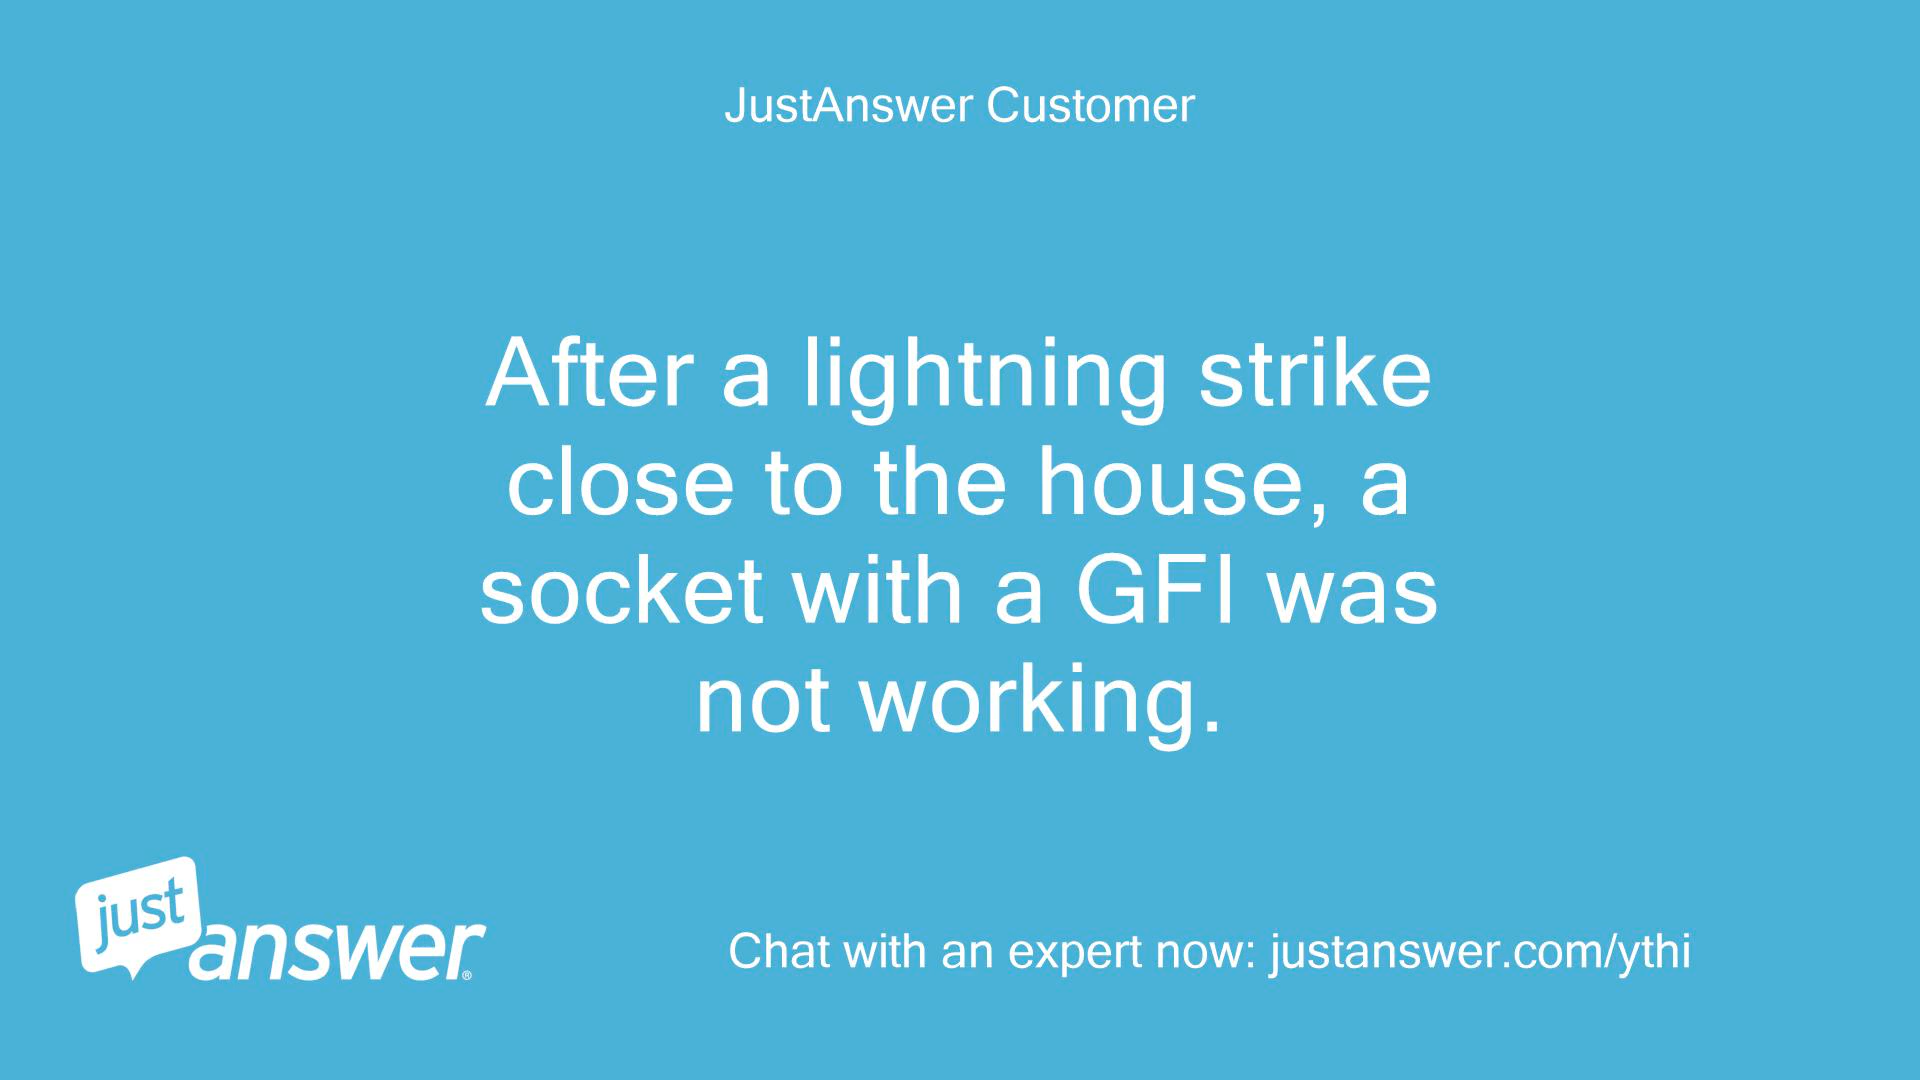 JustAnswer Customer
After a lightning strike
close to the house, a
socket with a GFI was
not working.
just
answer®
Chat with an expert now: justanswer.com/ythi